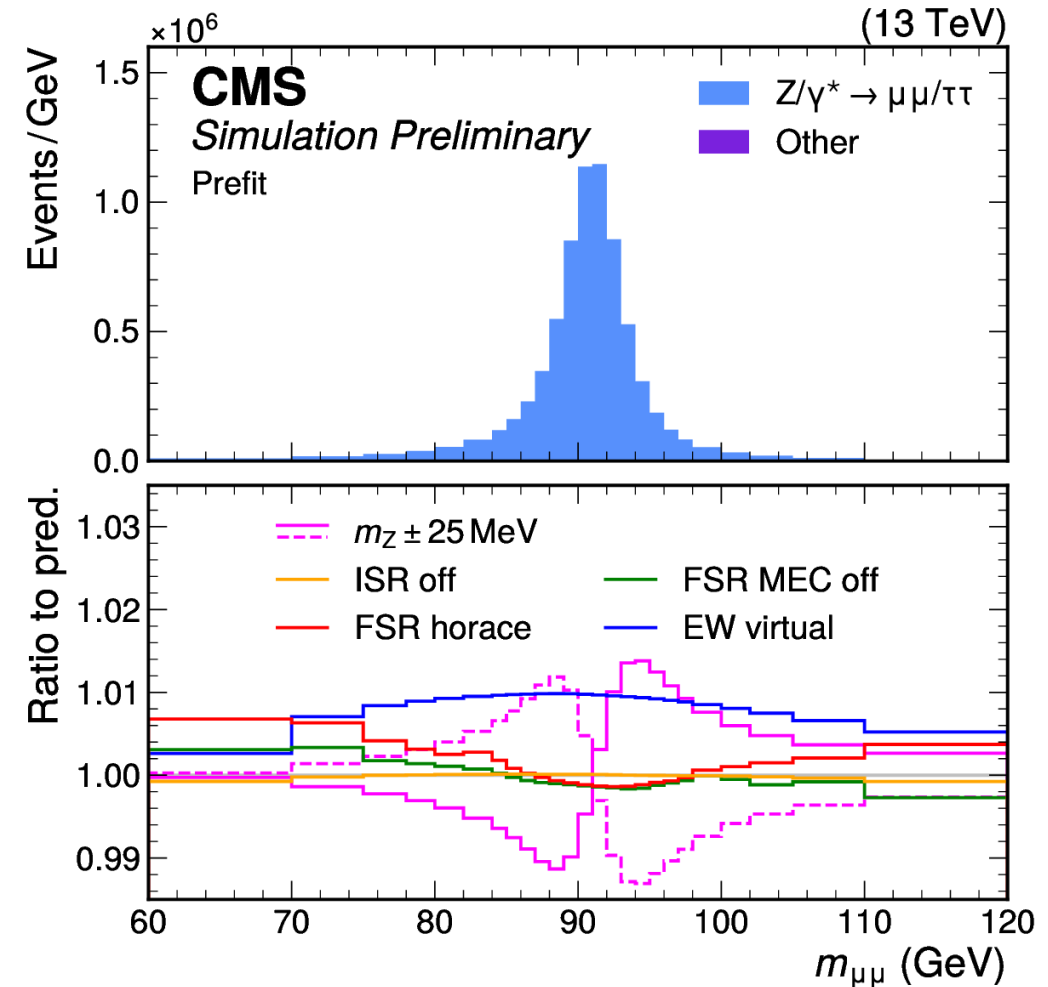 ×10⁶
(13 TeV)
CMS
Simulation Preliminary
Prefit
Z/γ* → μμ/ττ
Other
Events/GeV
1.5
1.0
0.5
0.0
Ratio to pred.
1.03
1.02
1.01
1.00
0.99
m_Z ± 25 MeV
ISR off
FSR MEC off
FSR horace
EW virtual
60 70 80 90 100 110 120
m_μμ (GeV)